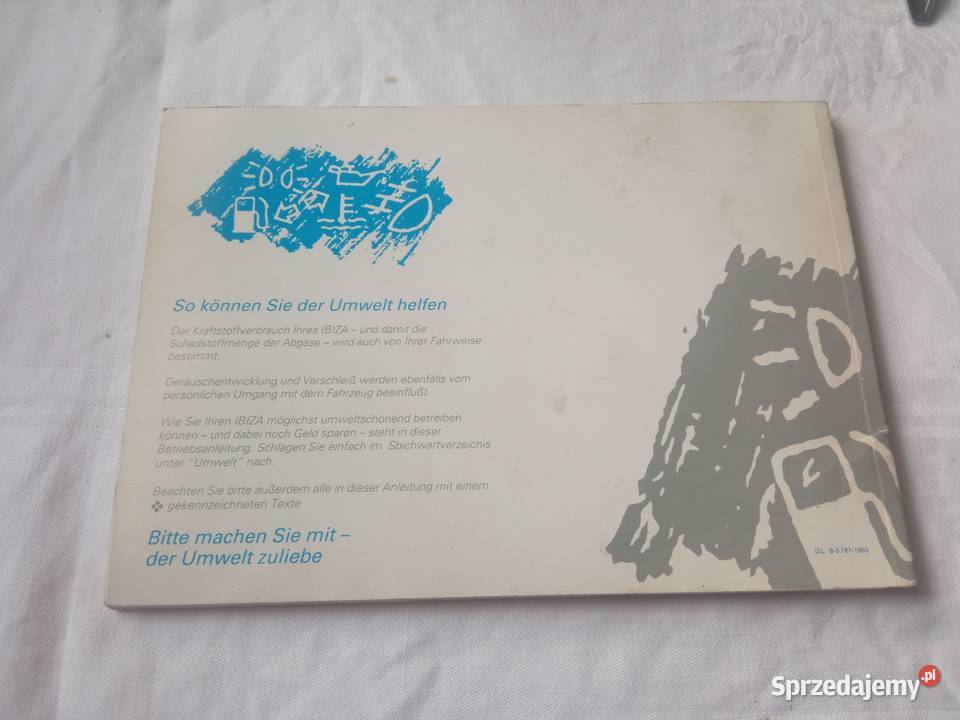 So können Sie der Umwelt helfen
Der Kraftstoffverbrauch Ihres IBIZA – und damit die
Schadstoffmenge der Abgase – wird auch von Ihrer Fahrweise
bestimmt.
Geräuschentwicklung und Verschleiß werden ebenfalls vom
persönlichen Umgang mit dem Fahrzeug beeinflußt.
Wie Sie Ihren IBIZA möglichst umweltschonend betreiben
können – und dabei noch Geld sparen – steht in dieser
Betriebsanleitung. Schlagen Sie einfach im Sbichwartverzeicnis
unter "Umwelt" nach.
Beachten Sie bitte außerdem alle in dieser Anleitung mit einem
❖ gekennzeichneten Texte
Bitte machen Sie mit –
der Umwelt zuliebe
D.L. B-5.787-1993
Sprzedajemy.pl